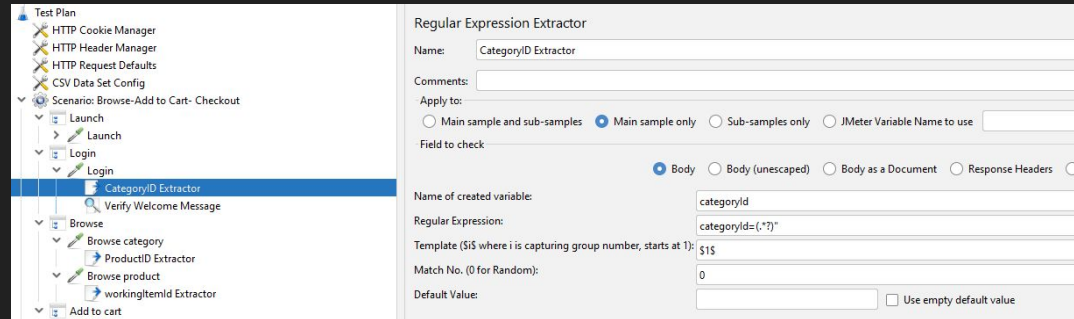 Test Plan
HTTP Cookie Manager
HTTP Header Manager
HTTP Request Defaults
CSV Data Set Config
Scenario: Browse-Add to Cart- Checkout
Launch
Launch
Login
Login
CategoryID Extractor
Verify Welcome Message
Browse
Browse category
ProductID Extractor
Browse product
workingItemId Extractor
Add to cart
Regular Expression Extractor
Name: CategoryID Extractor
Comments:
Apply to:
Main sample and sub-samples Main sample only Sub-samples only JMeter Variable Name to use
Field to check
Body Body (unescaped) Body as a Document Response Headers
Name of created variable: categoryId
Regular Expression: categoryId=(.*?)"
Template ($i$ where i is capturing group number, starts at 1): $1$
Match No. (0 for Random): 0
Default Value: Use empty default value